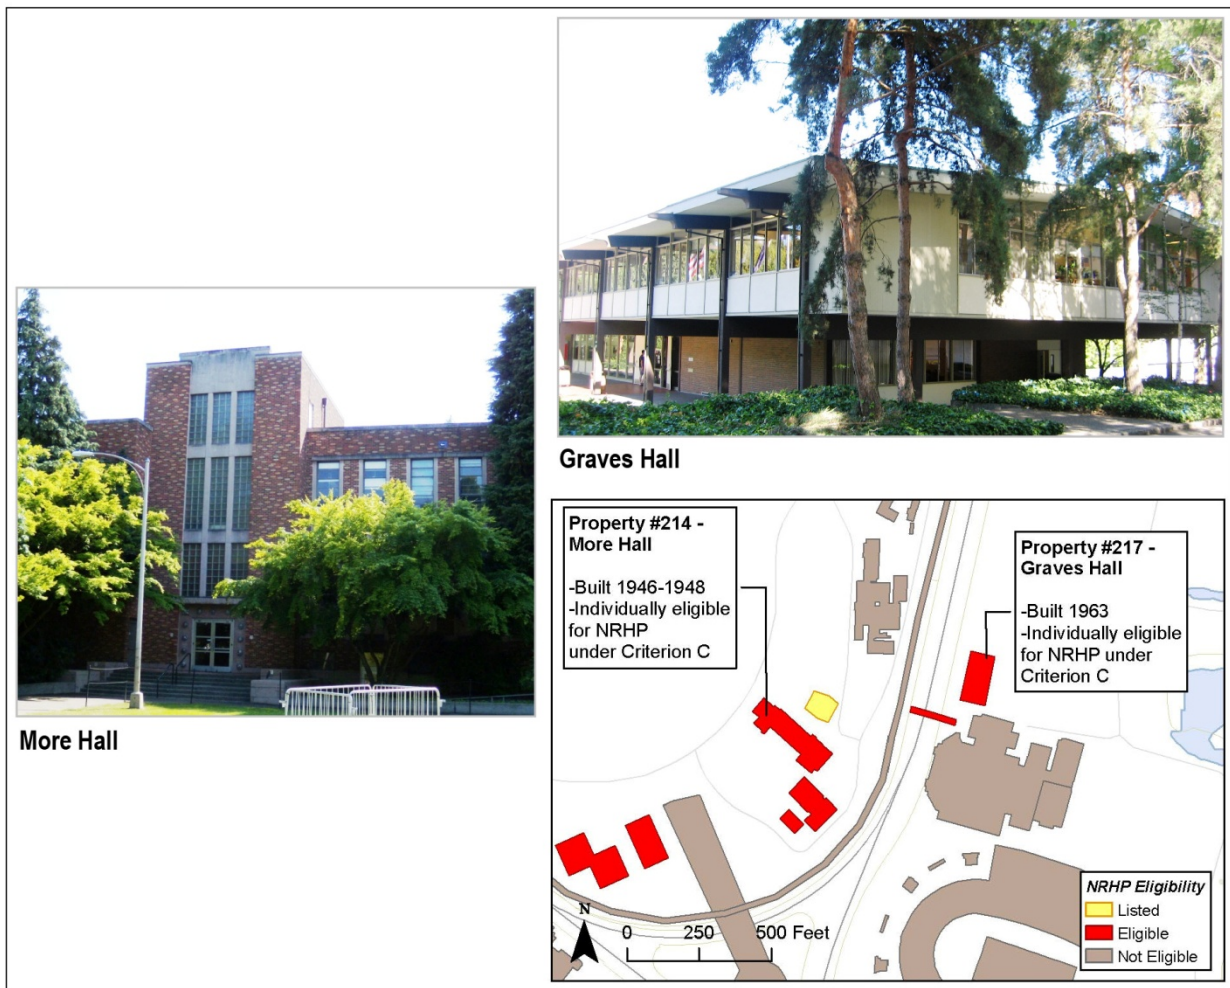 Graves Hall
More Hall
Property #214 -
More Hall
-Built 1946-1948
-Individually eligible
for NRHP
under Criterion C
Property #217 -
Graves Hall
-Built 1963
-Individually eligible
for NRHP under
Criterion C
NRHP Eligibility
Listed
Eligible
Not Eligible
N
0 250 500 Feet